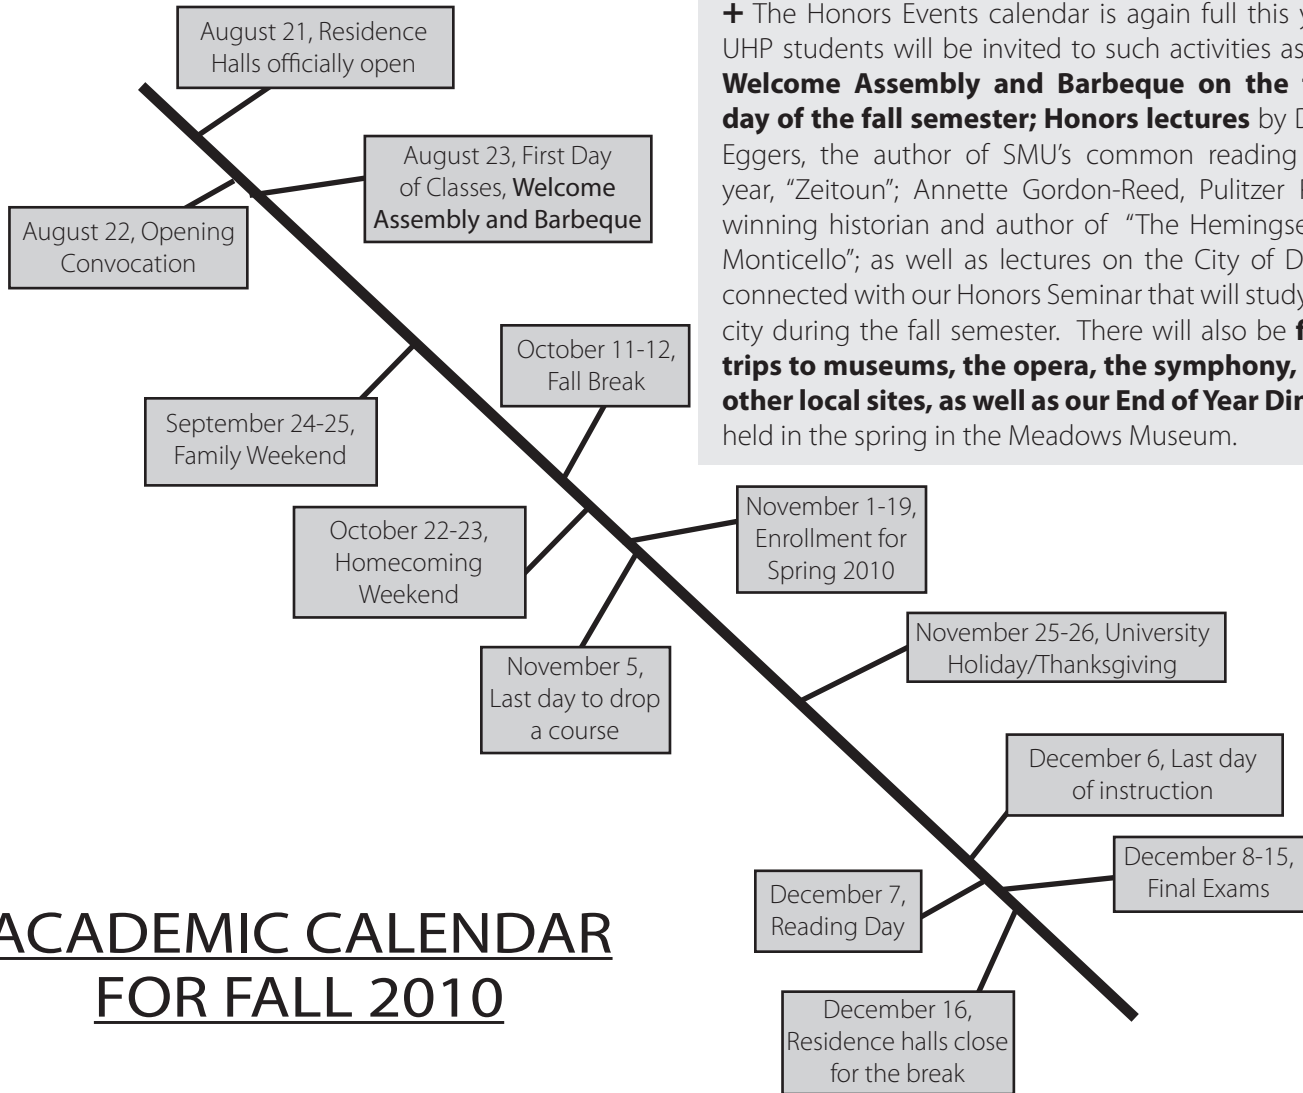 August 21, Residence
Halls officially open
August 23, First Day
of Classes, Welcome
Assembly and Barbeque
August 22, Opening
Convocation
October 11-12,
Fall Break
September 24-25,
Family Weekend
October 22-23,
Homecoming
Weekend
November 1-19,
Enrollment for
Spring 2010
November 5,
Last day to drop
a course
November 25-26, University
Holiday/Thanksgiving
December 6, Last day
of instruction
December 8-15,
Final Exams
December 7,
Reading Day
December 16,
Residence halls close
for the break
+ The Honors Events calendar is again full this
UHP students will be invited to such activities as
Welcome Assembly and Barbeque on the
day of the fall semester; Honors lectures by
Eggers, the author of SMU's common reading
year, “Zeitoun”; Annette Gordon-Reed, Pulitzer
winning historian and author of “The
Monticello”; as well as lectures on the City of
connected with our Honors Seminar that will study
city during the fall semester. There will also be
trips to museums, the opera, the symphony,
other local sites, as well as our End of Year
held in the spring in the Meadows Museum.
ACADEMIC CALENDAR
FOR FALL 2010